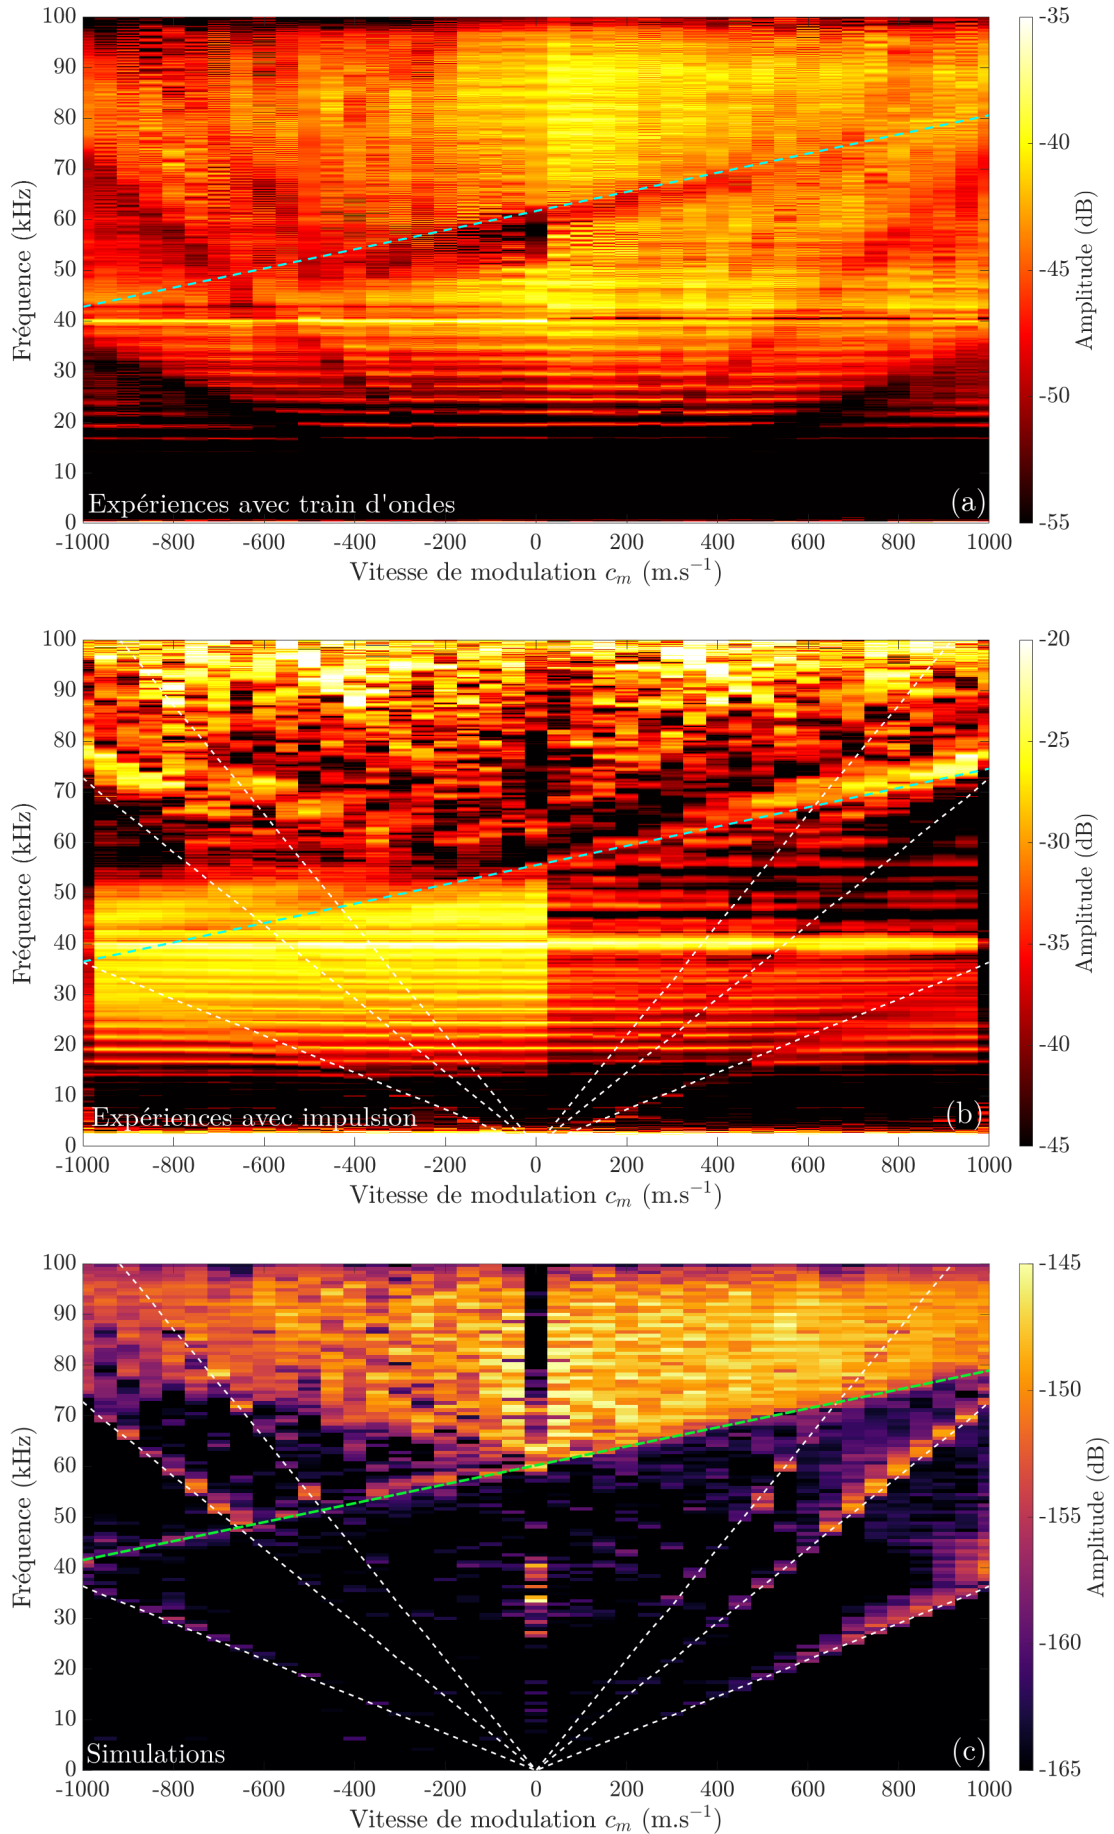 100
90
80
70
60
50
40
30
20
10
0
Fréquence (kHz)
Expériences avec train d'ondes
(a)
-1000 -800 -600 -400 -200 0 200 400 600 800 1000
Vitesse de modulation cₘ (m.s⁻¹)
-35
-40
-45
-50
-55
Amplitude (dB)
100
90
80
70
60
50
40
30
20
10
0
Fréquence (kHz)
Expériences avec impulsion
(b)
-1000 -800 -600 -400 -200 0 200 400 600 800 1000
Vitesse de modulation cₘ (m.s⁻¹)
-20
-25
-30
-35
-40
-45
Amplitude (dB)
100
90
80
70
60
50
40
30
20
10
0
Fréquence (kHz)
Simulations
(c)
-1000 -800 -600 -400 -200 0 200 400 600 800 1000
Vitesse de modulation cₘ (m.s⁻¹)
-145
-150
-155
-160
-165
Amplitude (dB)